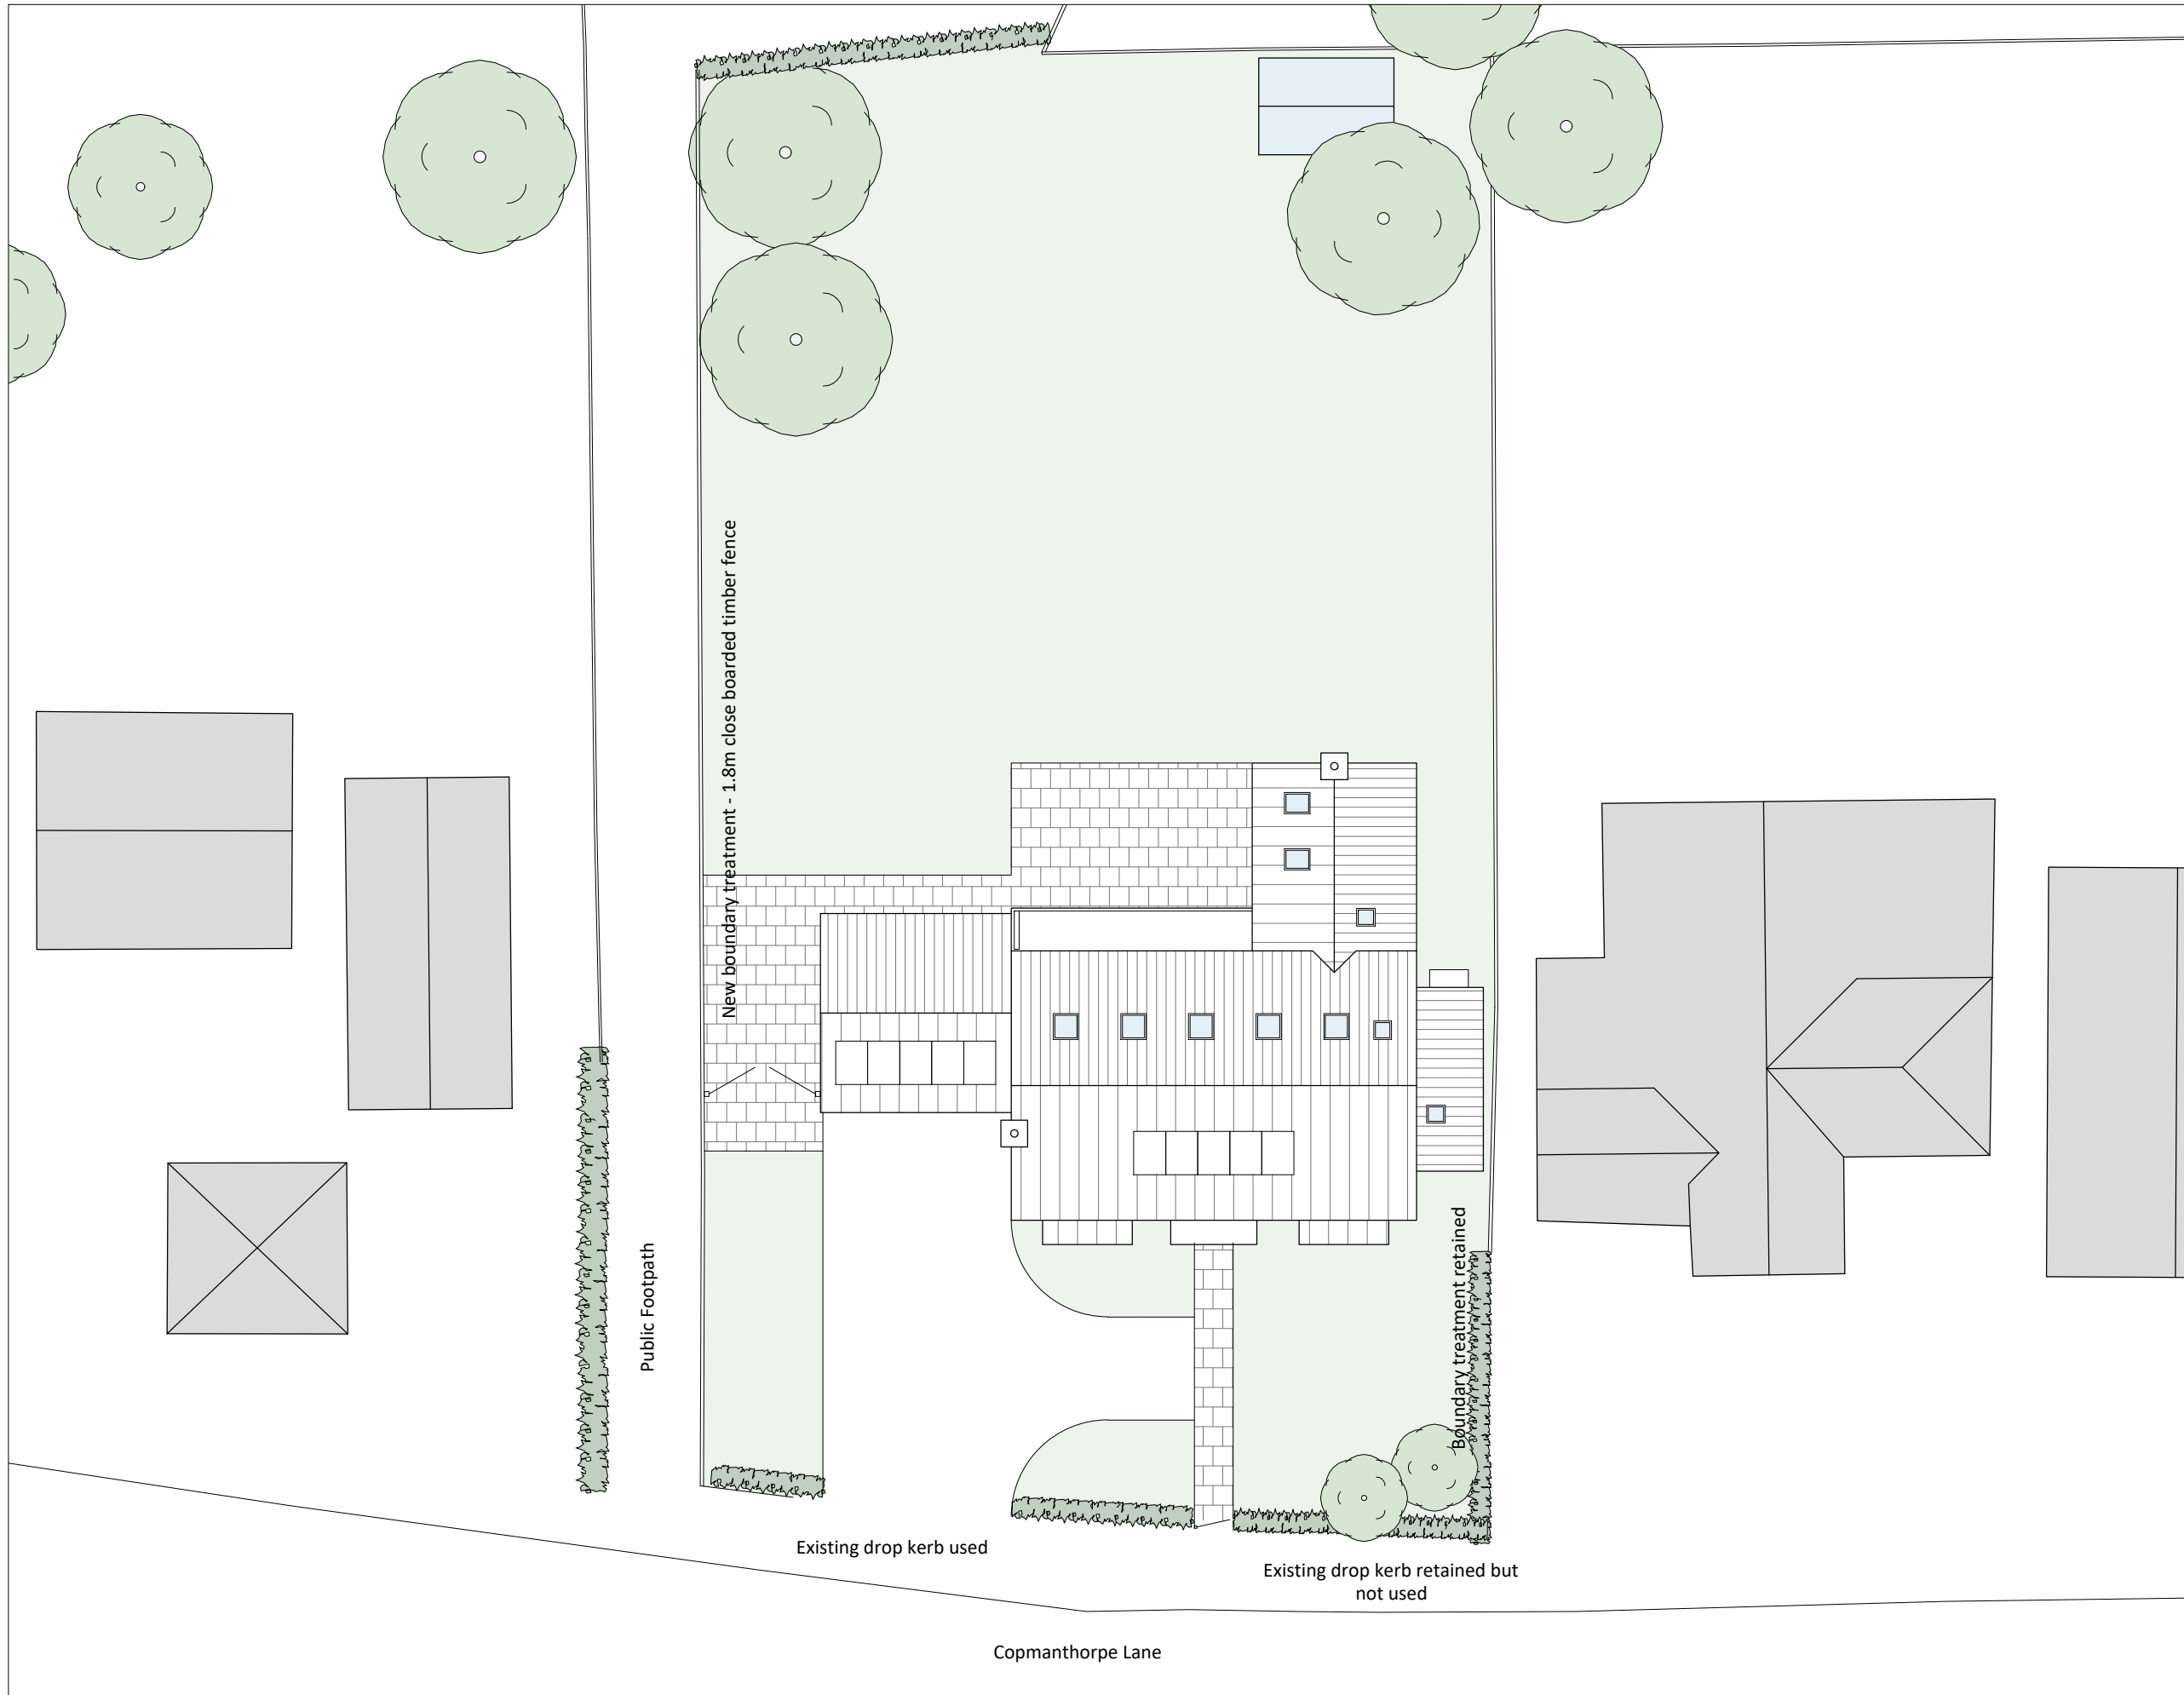 New boundary treatment - 1.8m close boarded timber fence
Public Footpath
Boundary treatment retained
Existing drop kerb used
Existing drop kerb retained but
not used
Copmanthorpe Lane